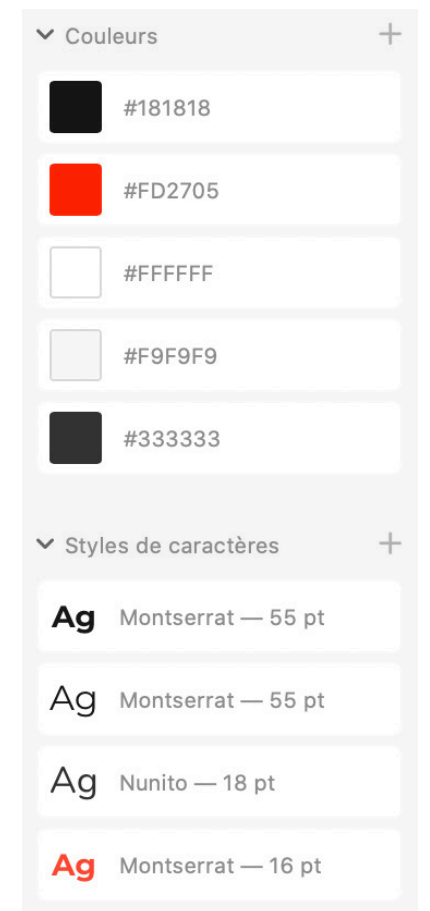 Couleurs
#181818
#FD2705
#FFFFFF
#F9F9F9
#333333
Styles de caractères
Ag Montserrat — 55 pt
Ag Montserrat — 55 pt
Ag Nunito — 18 pt
Ag Montserrat — 16 pt